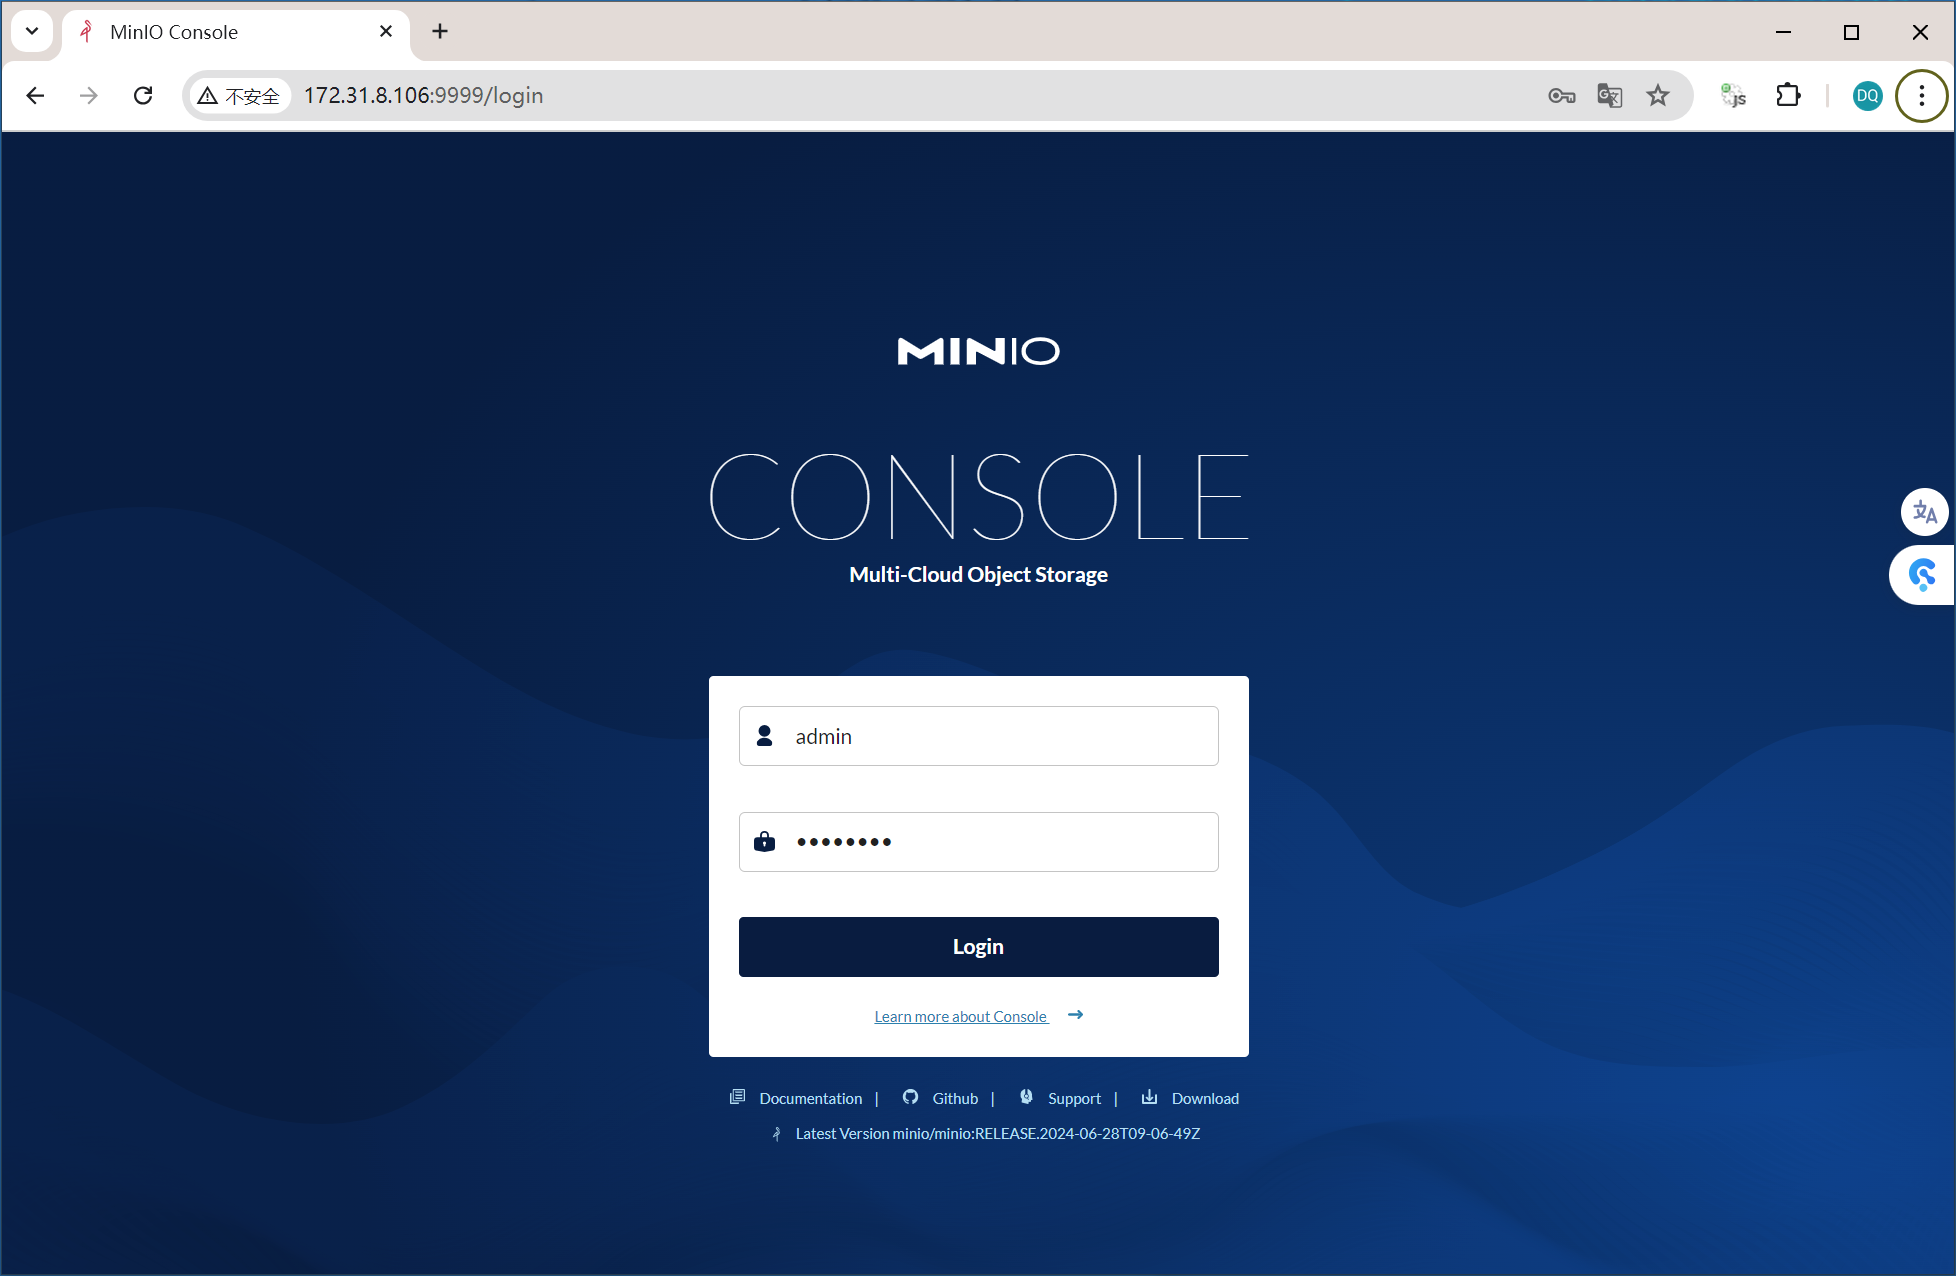 MinIO Console
不安全 172.31.8.106:9999/login
JS
DQ
MINIO
CONSOLE
Multi-Cloud Object Storage
admin
••••••••
Login
Learn more about Console
Documentation | Github | Support | Download
Latest Version minio/minio:RELEASE.2024-06-28T09-06-49Z